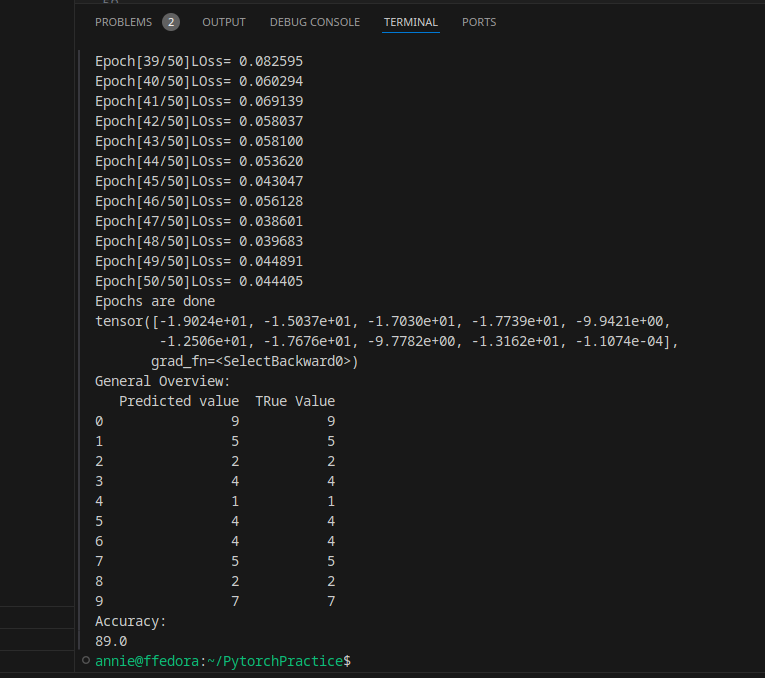 PROBLEMS 2 OUTPUT DEBUG CONSOLE TERMINAL PORTS
Epoch[39/50]LOss= 0.082595
Epoch[40/50]LOss= 0.060294
Epoch[41/50]LOss= 0.069139
Epoch[42/50]LOss= 0.058037
Epoch[43/50]LOss= 0.058100
Epoch[44/50]LOss= 0.053620
Epoch[45/50]LOss= 0.043047
Epoch[46/50]LOss= 0.056128
Epoch[47/50]LOss= 0.038601
Epoch[48/50]LOss= 0.039683
Epoch[49/50]LOss= 0.044891
Epoch[50/50]LOss= 0.044405
Epochs are done
tensor([-1.9024e+01, -1.5037e+01, -1.7030e+01, -1.7739e+01, -9.9421e+00,
        -1.2506e+01, -1.7676e+01, -9.7782e+00, -1.3162e+01, -1.1074e-04],
       grad_fn=<SelectBackward0>)
General Overview:
   Predicted value  TRue Value
0                9           9
1                5           5
2                2           2
3                4           4
4                1           1
5                4           4
6                4           4
7                5           5
8                2           2
9                7           7
Accuracy:
89.0
annie@ffedora:~/PytorchPractice$